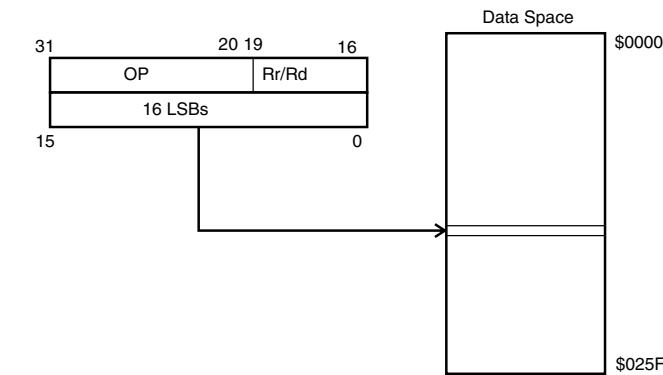 Data Space
31 20 19 16 $0000
OP Rr/Rd
16 LSBs
15 0
$025F